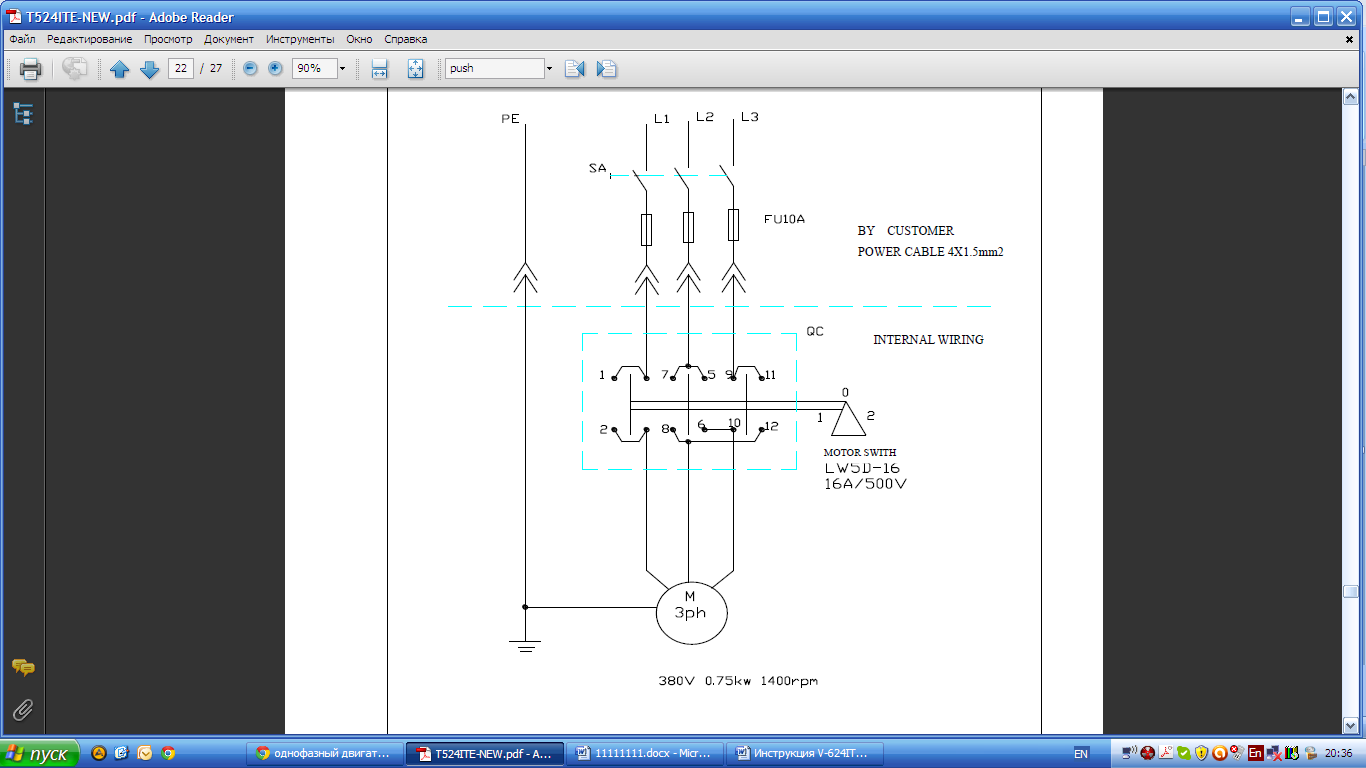 T524ITE-NEW.pdf - Adobe Reader
Файл Редактирование Просмотр Документ Инструменты Окно Справка
22 / 27 90% push
PE L1 L2 L3
SA
FU10A
BY CUSTOMER
POWER CABLE 4X1.5mm2
QC
INTERNAL WIRING
1 7 5 9 11
0
1 2
2 8 6 10 12
MOTOR SWITH
LW5D-16
16A/500V
M
3ph
380V 0.75kw 1400rpm
пуск однофазный двигат... T524ITE-NEW.pdf - A... 11111111.docx - Micr... Инструкция V-624IT... EN En 20:36